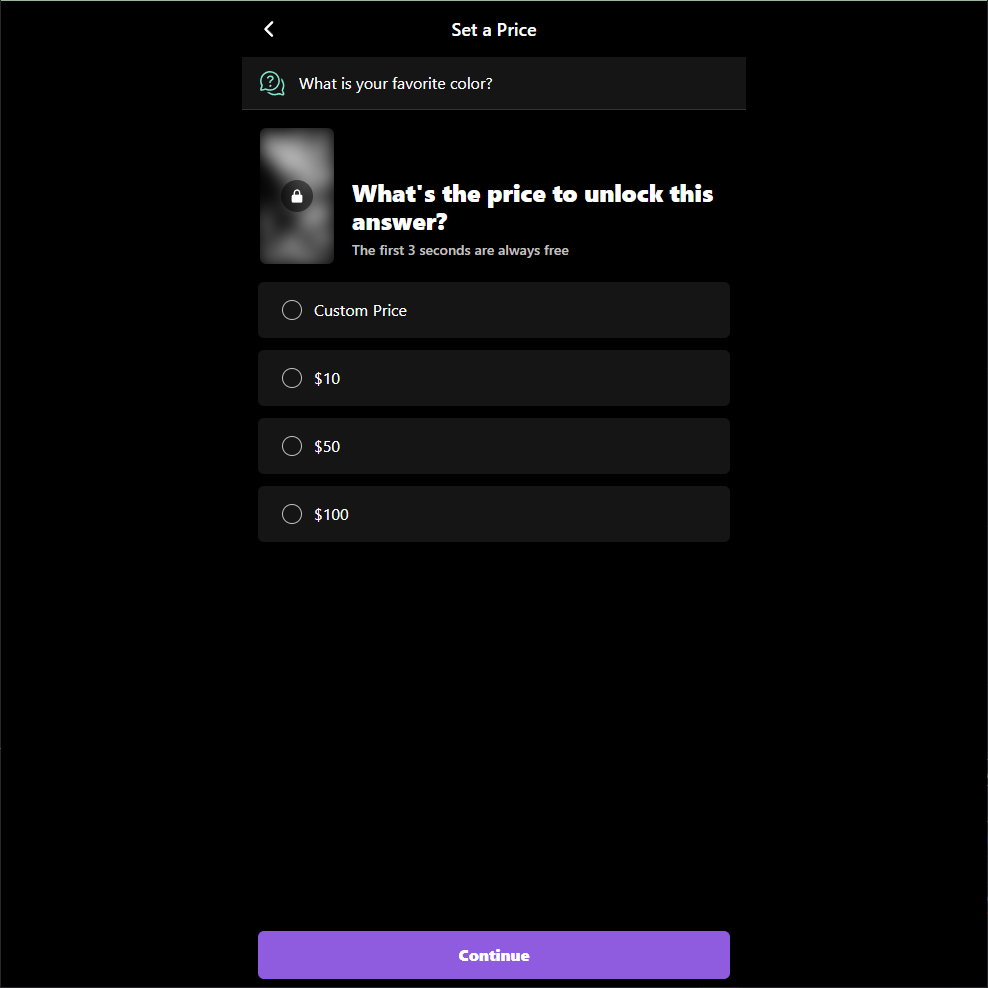 Set a Price
What is your favorite color?
What's the price to unlock this
answer?
The first 3 seconds are always free
Custom Price
$10
$50
$100
Continue